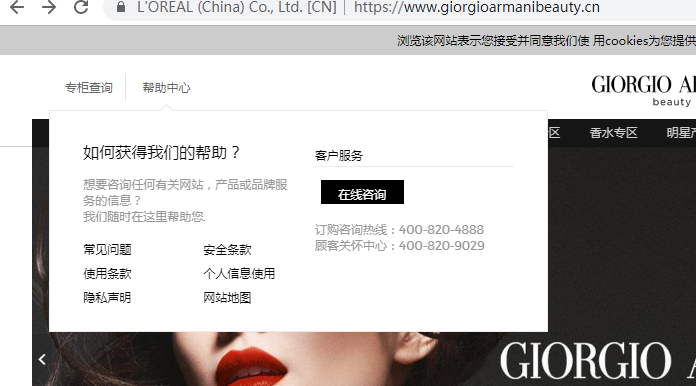 L'OREAL (China) Co., Ltd. [CN] | https://www.giorgioarmanibeauty.cn
浏览该网站表示您接受并同意我们使 用cookies为您提供
专柜查询
帮助中心
GIORGIO
beauty
如何获得我们的帮助？
想要咨询任何有关网站，产品或品牌服
务的信息？
我们随时在这里帮助您.
常见问题
安全条款
使用条款
个人信息使用
隐私声明
网站地图
客户服务
在线咨询
订购咨询热线：400-820-4888
顾客关怀中心：400-820-9029
区
香水专区
明星产
GIORGIO A